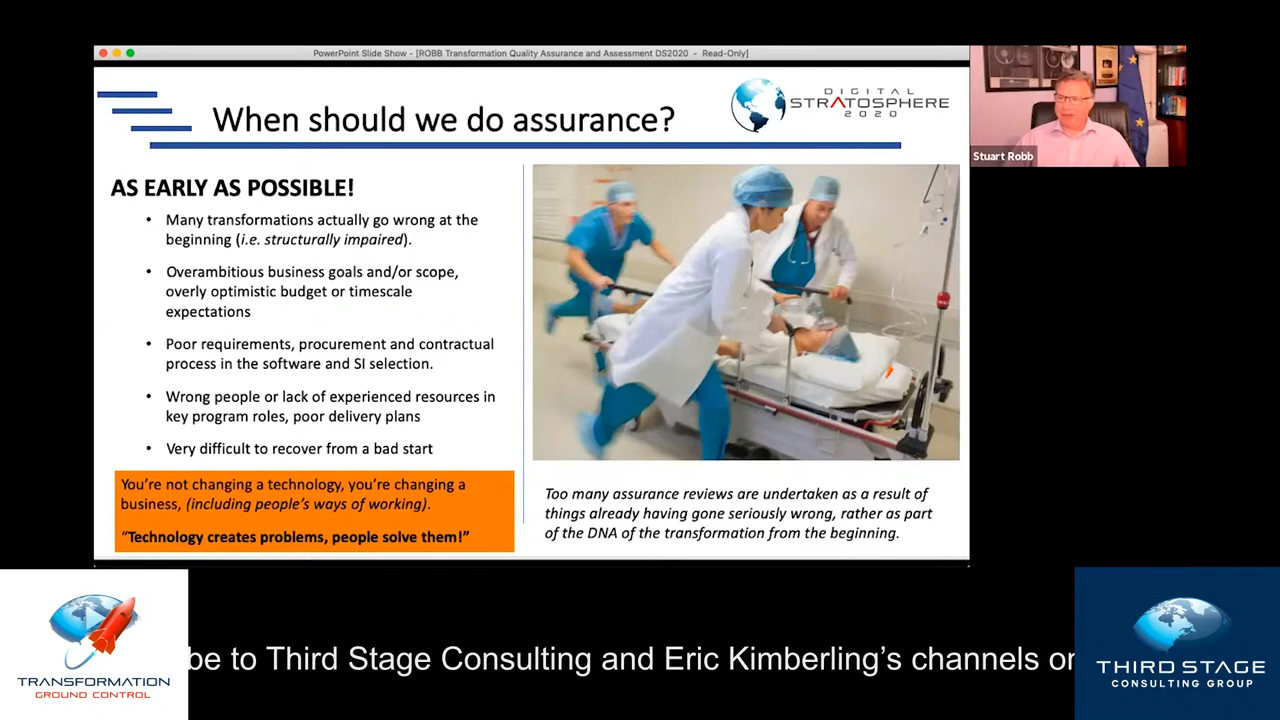 PowerPoint Slide Show - [ROBB Transformation Quality Assurance and Assessment DS2020 - Read-Only]
When should we do assurance?
DIGITAL
STRATOSPHERE
2020
Stuart Robb
AS EARLY AS POSSIBLE!
• Many transformations actually go wrong at the
beginning (i.e. structurally impaired).
• Overambitious business goals and/or scope,
overly optimistic budget or timescale
expectations
• Poor requirements, procurement and contractual
process in the software and SI selection.
• Wrong people or lack of experienced resources in
key program roles, poor delivery plans
• Very difficult to recover from a bad start
You’re not changing a technology, you’re changing a
business, (including people’s ways of working).
“Technology creates problems, people solve them!”
Too many assurance reviews are undertaken as a result of
things already having gone seriously wrong, rather as part
of the DNA of the transformation from the beginning.
be to Third Stage Consulting and Eric Kimberling’s channels on
TRANSFORMATION
GROUND CONTROL
THIRD STAGE
CONSULTING GROUP